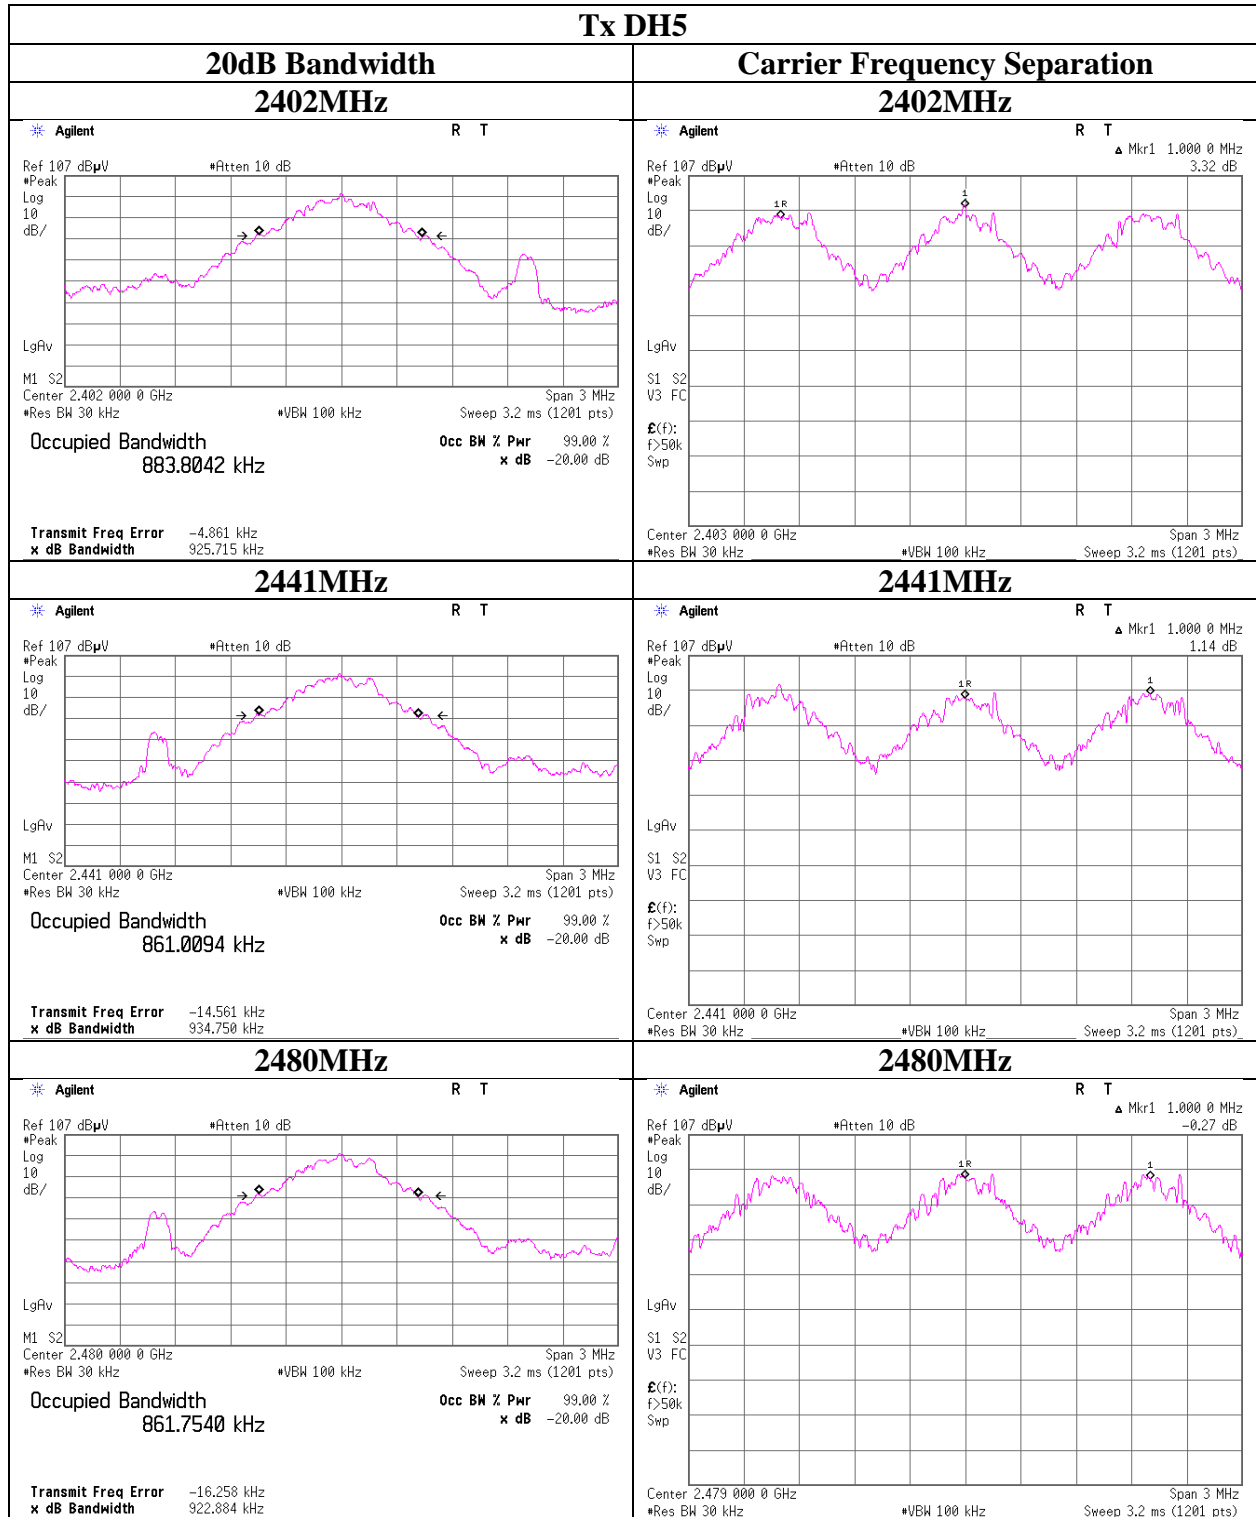 Tx DH5
20dB Bandwidth
Carrier Frequency Separation
2402MHz
2402MHz
Agilent
R T
Ref 107 dBµV
#Atten 10 dB
#Peak
Log
10
dB/
LgAv
M1 S2
Center 2.402 000 0 GHz
Span 3 MHz
#Res BW 30 kHz
#VBW 100 kHz
Sweep 3.2 ms (1201 pts)
Occupied Bandwidth
883.8042 kHz
Occ BW % Pwr 99.00 %
x dB -20.00 dB
Transmit Freq Error -4.861 kHz
x dB Bandwidth 925.715 kHz
Agilent
R T
Δ Mkr1 1.000 0 MHz
Ref 107 dBµV
#Atten 10 dB
3.32 dB
#Peak
Log
10
dB/
1R
1
LgAv
S1 S2
V3 FC
£(f):
f>50k
Swp
Center 2.403 000 0 GHz
Span 3 MHz
#Res BW 30 kHz
#VBW 100 kHz
Sweep 3.2 ms (1201 pts)
2441MHz
2441MHz
Agilent
R T
Ref 107 dBµV
#Atten 10 dB
#Peak
Log
10
dB/
LgAv
M1 S2
Center 2.441 000 0 GHz
Span 3 MHz
#Res BW 30 kHz
#VBW 100 kHz
Sweep 3.2 ms (1201 pts)
Occupied Bandwidth
861.0094 kHz
Occ BW % Pwr 99.00 %
x dB -20.00 dB
Transmit Freq Error -14.561 kHz
x dB Bandwidth 934.750 kHz
Agilent
R T
Δ Mkr1 1.000 0 MHz
Ref 107 dBµV
#Atten 10 dB
1.14 dB
#Peak
Log
10
dB/
1R
1
LgAv
S1 S2
V3 FC
£(f):
f>50k
Swp
Center 2.441 000 0 GHz
Span 3 MHz
#Res BW 30 kHz
#VBW 100 kHz
Sweep 3.2 ms (1201 pts)
2480MHz
2480MHz
Agilent
R T
Ref 107 dBµV
#Atten 10 dB
#Peak
Log
10
dB/
LgAv
M1 S2
Center 2.480 000 0 GHz
Span 3 MHz
#Res BW 30 kHz
#VBW 100 kHz
Sweep 3.2 ms (1201 pts)
Occupied Bandwidth
861.7540 kHz
Occ BW % Pwr 99.00 %
x dB -20.00 dB
Transmit Freq Error -16.258 kHz
x dB Bandwidth 922.884 kHz
Agilent
R T
Δ Mkr1 1.000 0 MHz
Ref 107 dBµV
#Atten 10 dB
-0.27 dB
#Peak
Log
10
dB/
1R
1
LgAv
S1 S2
V3 FC
£(f):
f>50k
Swp
Center 2.479 000 0 GHz
Span 3 MHz
#Res BW 30 kHz
#VBW 100 kHz
Sweep 3.2 ms (1201 pts)